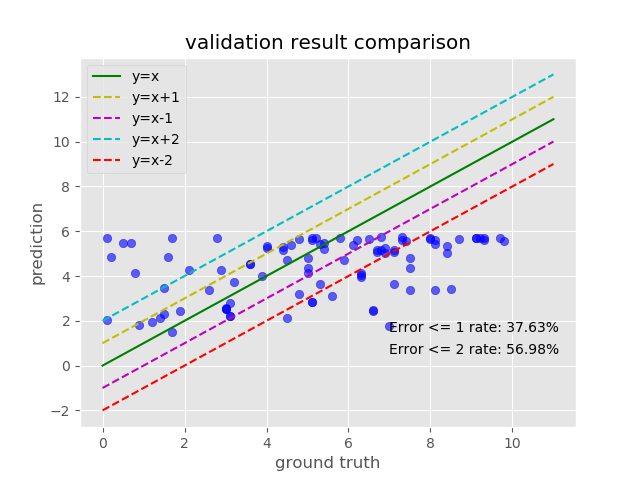 validation result comparison
y=x
y=x+1
y=x-1
y=x+2
y=x-2
12
10
8
6
4
2
0
−2
prediction
Error <= 1 rate: 37.63%
Error <= 2 rate: 56.98%
0 2 4 6 8 10
ground truth